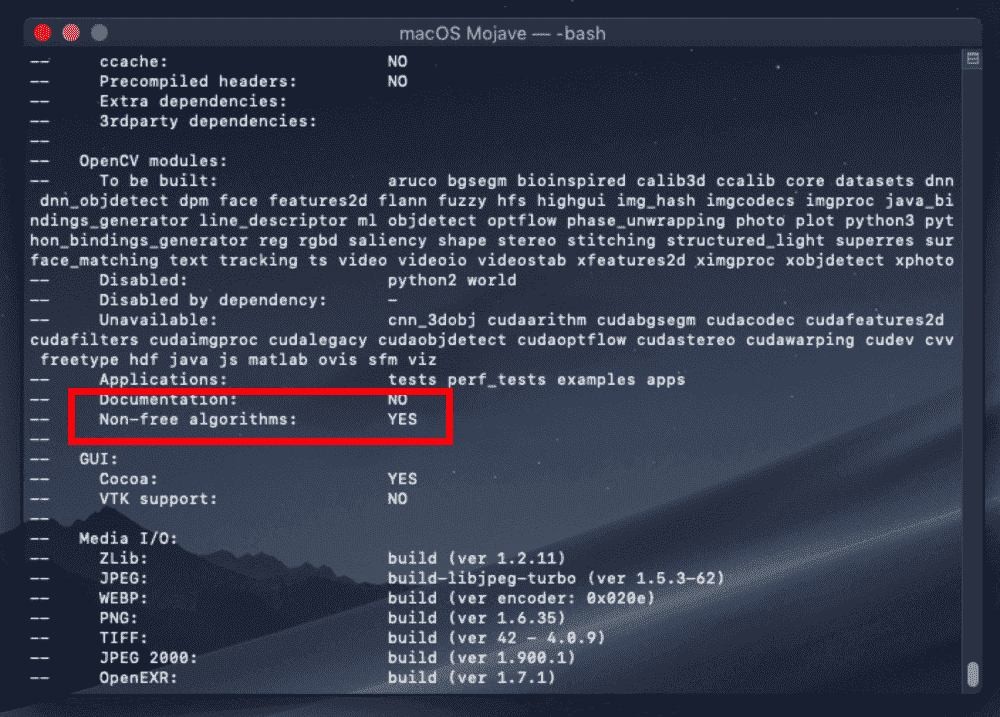 macOS Mojave — -bash
-- ccache: NO
-- Precompiled headers: NO
-- Extra dependencies:
-- 3rdparty dependencies:
--
-- OpenCV modules:
-- To be built: aruco bgsegm bioinspired calib3d ccalib core datasets dnn
dnn_objdetect dpm face features2d flann fuzzy hfs highgui img_hash imgcodecs imgproc java_bi
ndings_generator line_descriptor ml objdetect optflow phase_unwrapping photo plot python3 pyt
hon_bindings_generator reg rgbd saliency shape stereo stitching structured_light superres sur
face_matching text tracking ts video videoio videostab xfeatures2d ximgproc xobjdetect xphoto
-- Disabled: python2 world
-- Disabled by dependency: -
-- Unavailable: cnn_3dobj cudaarithm cudabgsegm cudacodec cudafeatures2d
cudafilters cudaimgproc cudalegacy cudaobjdetect cudaoptflow cudastereo cudawarping cudev cvv
freetype hdf java js matlab ovis sfm viz
-- Applications: tests perf_tests examples apps
-- Documentation: NO
-- Non-free algorithms: YES
--
-- GUI:
-- Cocoa: YES
-- VTK support: NO
--
-- Media I/O:
-- ZLib: build (ver 1.2.11)
-- JPEG: build-libjpeg-turbo (ver 1.5.3-62)
-- WEBP: build (ver encoder: 0x020e)
-- PNG: build (ver 1.6.35)
-- TIFF: build (ver 42 - 4.0.9)
-- JPEG 2000: build (ver 1.900.1)
-- OpenEXR: build (ver 1.7.1)